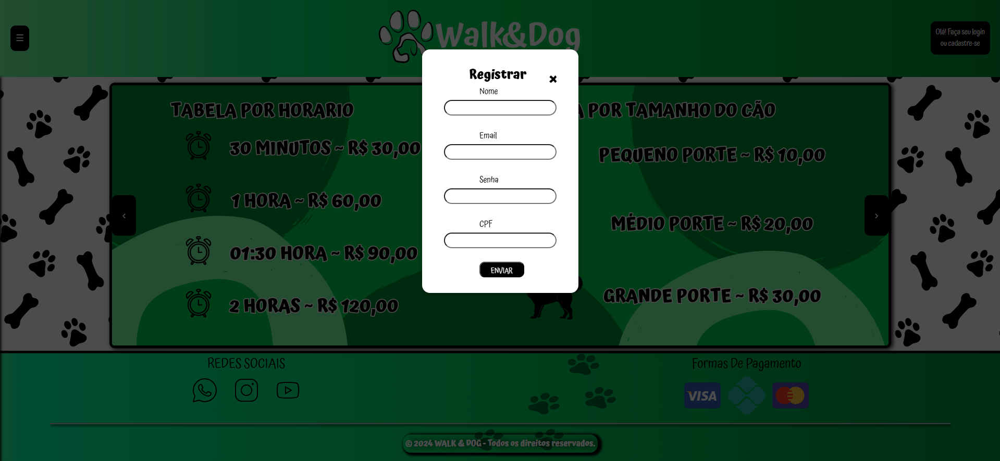 ☰
Walk&Dog
Olá! Faça seu login
ou cadastre-se
Registrar
×
Nome
Email
Senha
CPF
ENVIAR
TABELA POR HORARIO
30 MINUTOS ~ R$ 30,00
1 HORA ~ R$ 60,00
01:30 HORA ~ R$ 90,00
2 HORAS ~ R$ 120,00
POR TAMANHO DO CÃO
PEQUENO PORTE ~ R$ 10,00
MÉDIO PORTE ~ R$ 20,00
GRANDE PORTE ~ R$ 30,00
‹
›
REDES SOCIAIS
Formas De Pagamento
VISA
© 2024 WALK & DOG - Todos os direitos reservados.